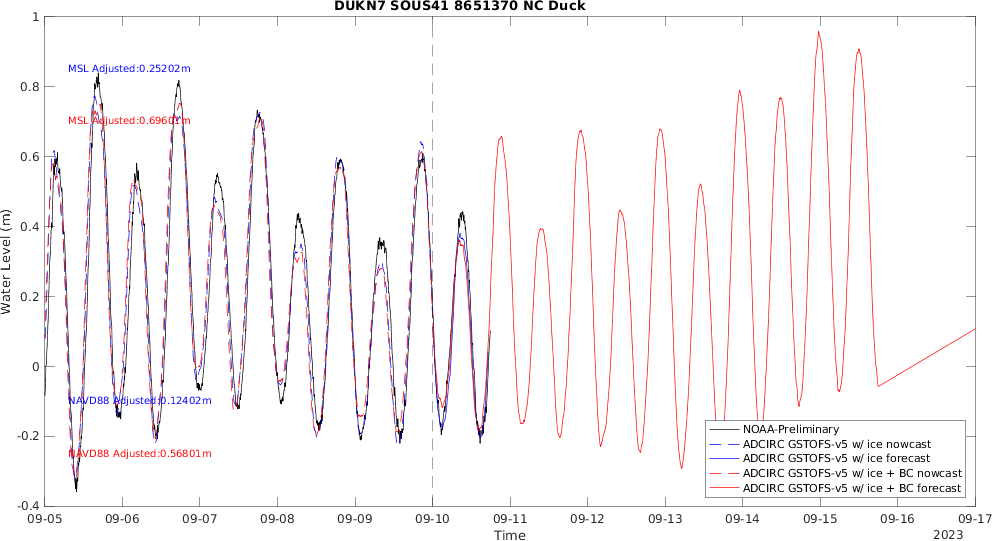 DUKN7 SOUS41 8651370 NC Duck
Water Level (m)
1
0.8
0.6
0.4
0.2
0
-0.2
-0.4
MSL Adjusted:0.25202m
MSL Adjusted:0.69601m
NAVD88 Adjusted:0.12402m
NAVD88 Adjusted:0.56801m
NOAA-Preliminary
ADCIRC GSTOFS-v5 w/ ice nowcast
ADCIRC GSTOFS-v5 w/ ice forecast
ADCIRC GSTOFS-v5 w/ ice + BC nowcast
ADCIRC GSTOFS-v5 w/ ice + BC forecast
09-05 09-06 09-07 09-08 09-09 09-10 09-11 09-12 09-13 09-14 09-15 09-16 09-17
Time
2023